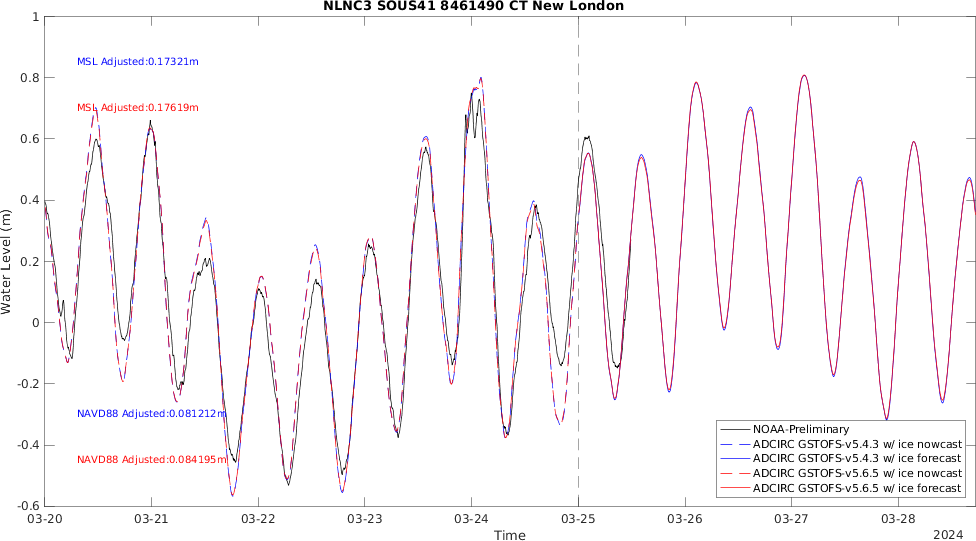 NLNC3 SOUS41 8461490 CT New London
1
0.8
0.6
0.4
0.2
0
-0.2
-0.4
-0.6
Water Level (m)
MSL Adjusted:0.17321m
MSL Adjusted:0.17619m
NAVD88 Adjusted:0.081212m
NAVD88 Adjusted:0.084195m
NOAA-Preliminary
ADCIRC GSTOFS-v5.4.3 w/ ice nowcast
ADCIRC GSTOFS-v5.4.3 w/ ice forecast
ADCIRC GSTOFS-v5.6.5 w/ ice nowcast
ADCIRC GSTOFS-v5.6.5 w/ ice forecast
03-20 03-21 03-22 03-23 03-24 03-25 03-26 03-27 03-28
Time
2024